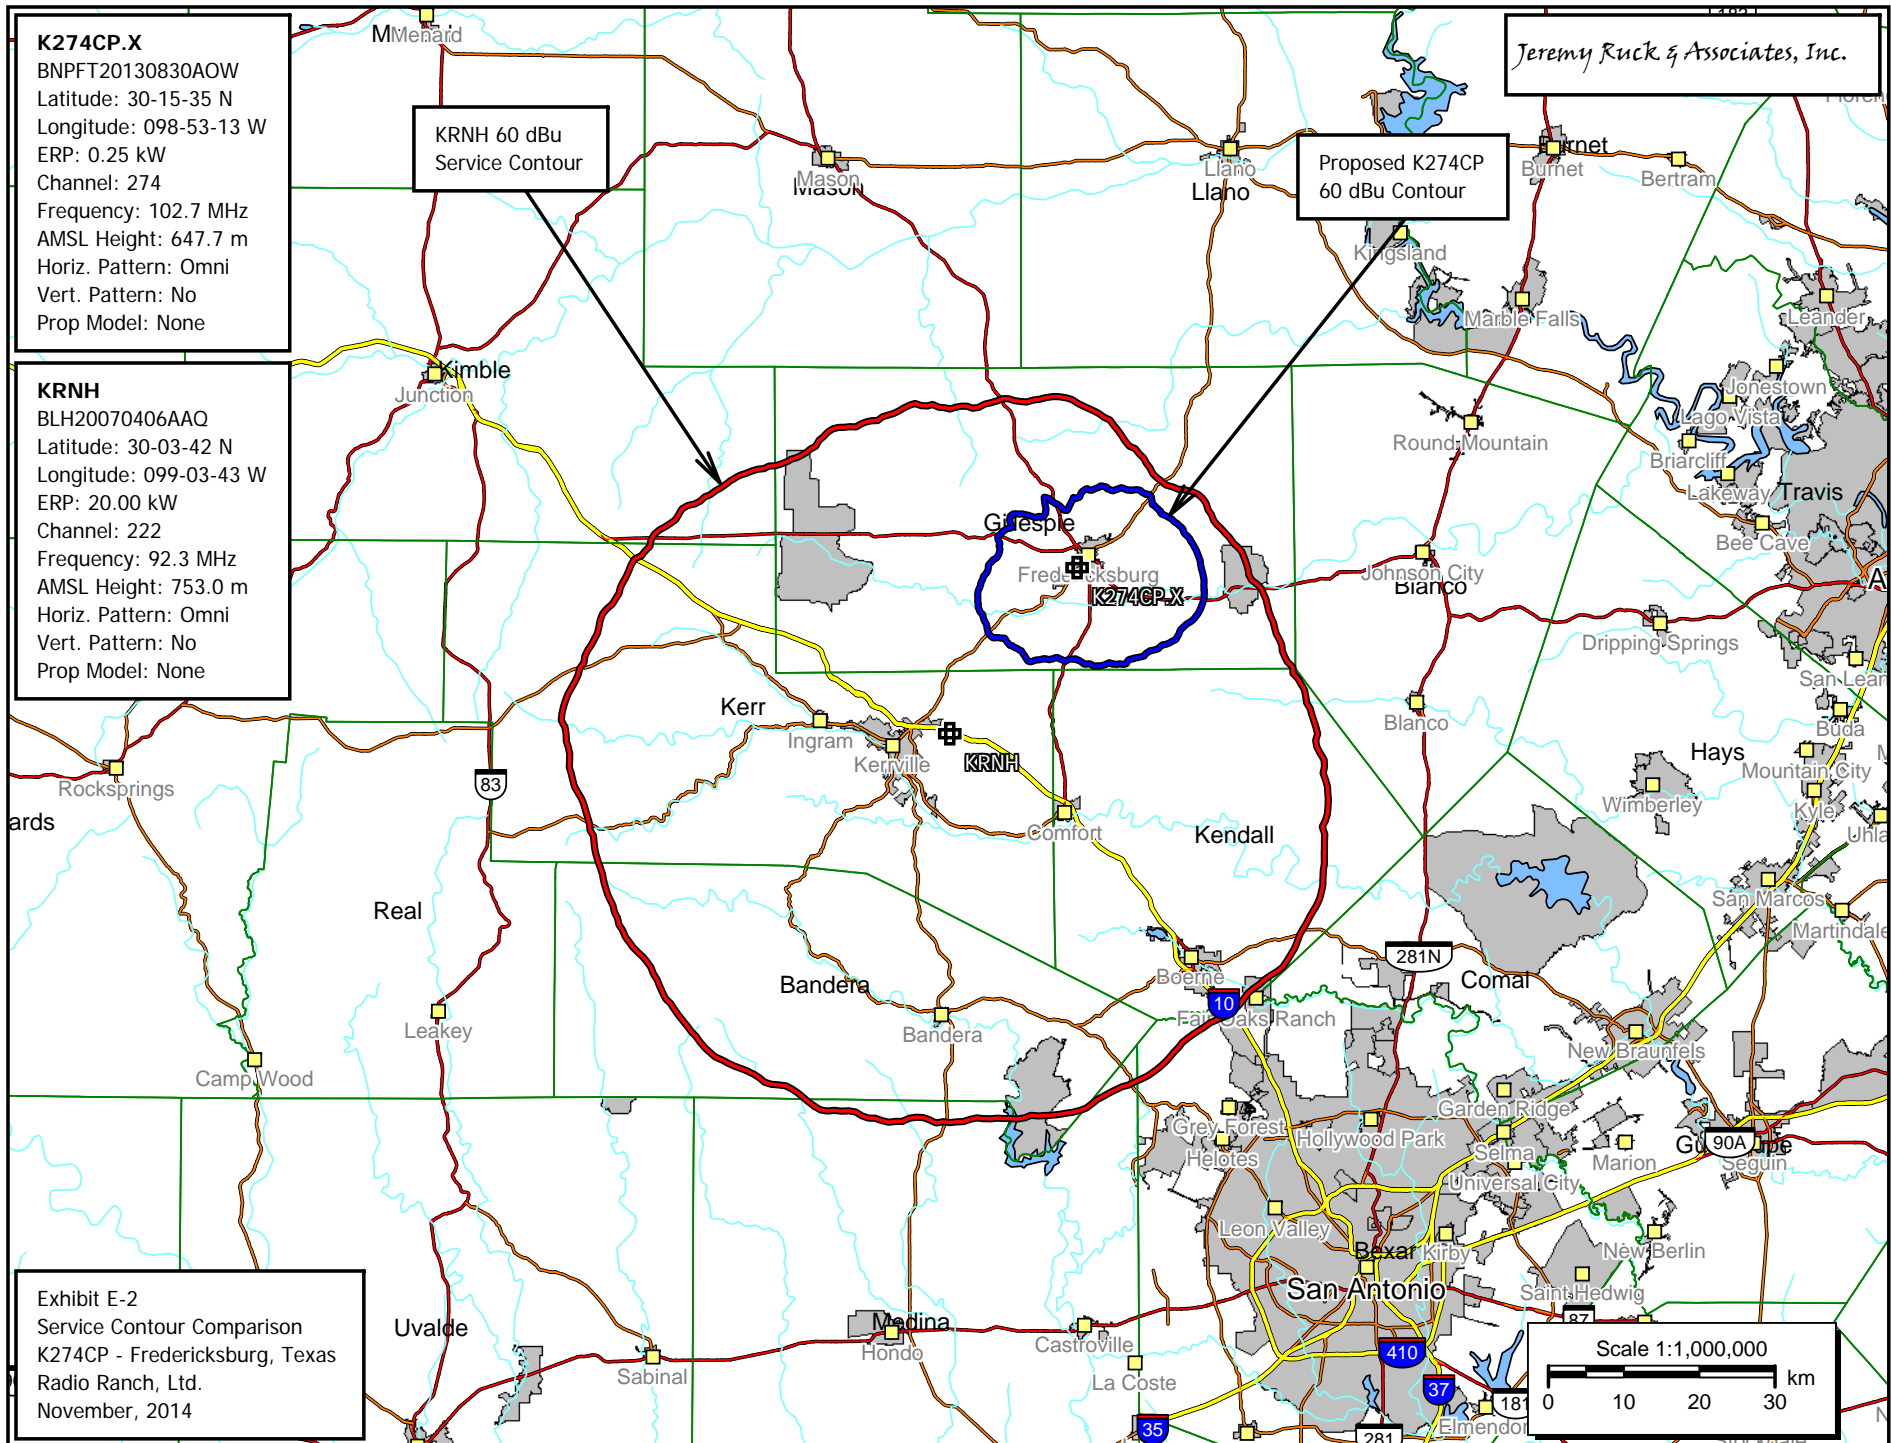 K274CP.X
BNPFT20130830AOW
Latitude: 30-15-35 N
Longitude: 098-53-13 W
ERP: 0.25 kW
Channel: 274
Frequency: 102.7 MHz
AMSL Height: 647.7 m
Horiz. Pattern: Omni
Vert. Pattern: No
Prop Model: None
KRNH
BLH20070406AAQ
Latitude: 30-03-42 N
Longitude: 099-03-43 W
ERP: 20.00 kW
Channel: 222
Frequency: 92.3 MHz
AMSL Height: 753.0 m
Horiz. Pattern: Omni
Vert. Pattern: No
Prop Model: None
Jeremy Ruck & Associates, Inc.
KRNH 60 dBu
Service Contour
Proposed K274CP
60 dBu Contour
Menard
Mason
Mason
Llano
Llano
Burnet
Burnet
Bertram
Kingsland
Marble Falls
Leander
Kimble
Junction
Jonestown
Lago Vista
Round Mountain
Briarcliff
Lakeway
Travis
Bee Cave
Gillespie
Fredericksburg
K274CP.X
Johnson City
Blanco
Dripping Springs
Blanco
Buda
Hays
Mountain City
Wimberley
Kyle
Kerr
Ingram
Kerrville
KRNH
Comfort
Kendall
Rocksprings
83
ards
Real
San Marcos
Martindale
Bandera
Bandera
Boerne
10
Fair Oaks Ranch
281N
Comal
New Braunfels
Leakey
Camp Wood
Garden Ridge
Grey Forest
Hollywood Park
Helotes
Selma
Universal City
Marion
90A
Seguin
Leon Valley
Bexar
Kirby
New Berlin
San Antonio
Saint Hedwig
87
Uvalde
Medina
Hondo
Castroville
La Coste
Sabinal
410
37
35
281
181
Exhibit E-2
Service Contour Comparison
K274CP - Fredericksburg, Texas
Radio Ranch, Ltd.
November, 2014
Scale 1:1,000,000
km
0 10 20 30